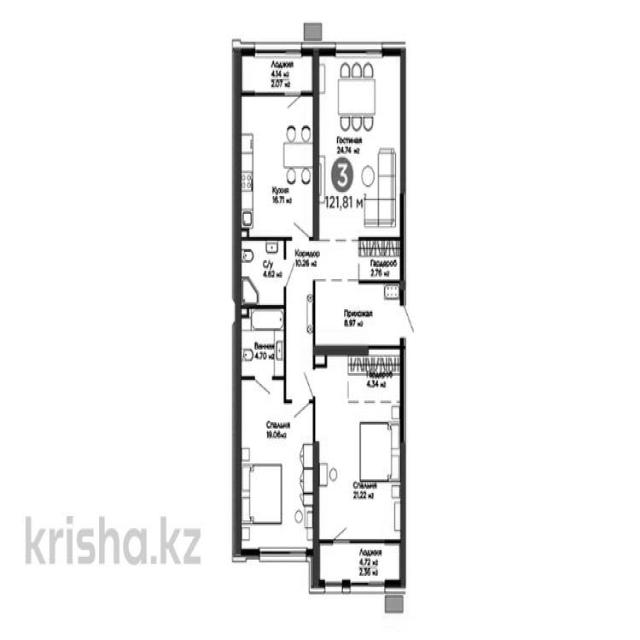 Лоджия
4.14 м²
2.07 м²
Гостиная
24.74 м²
3
121,81 м²
Кухня
16.71 м²
Коридор
10.26 м²
С/у
4.62 м²
Гардероб
2.76 м²
Прихожая
8.97 м²
Ванная
4.70 м²
Гардероб
4.34 м²
Спальня
19.06м²
Спальня
21.22 м²
Лоджия
4.72 м²
2.36 м²
krisha.kz